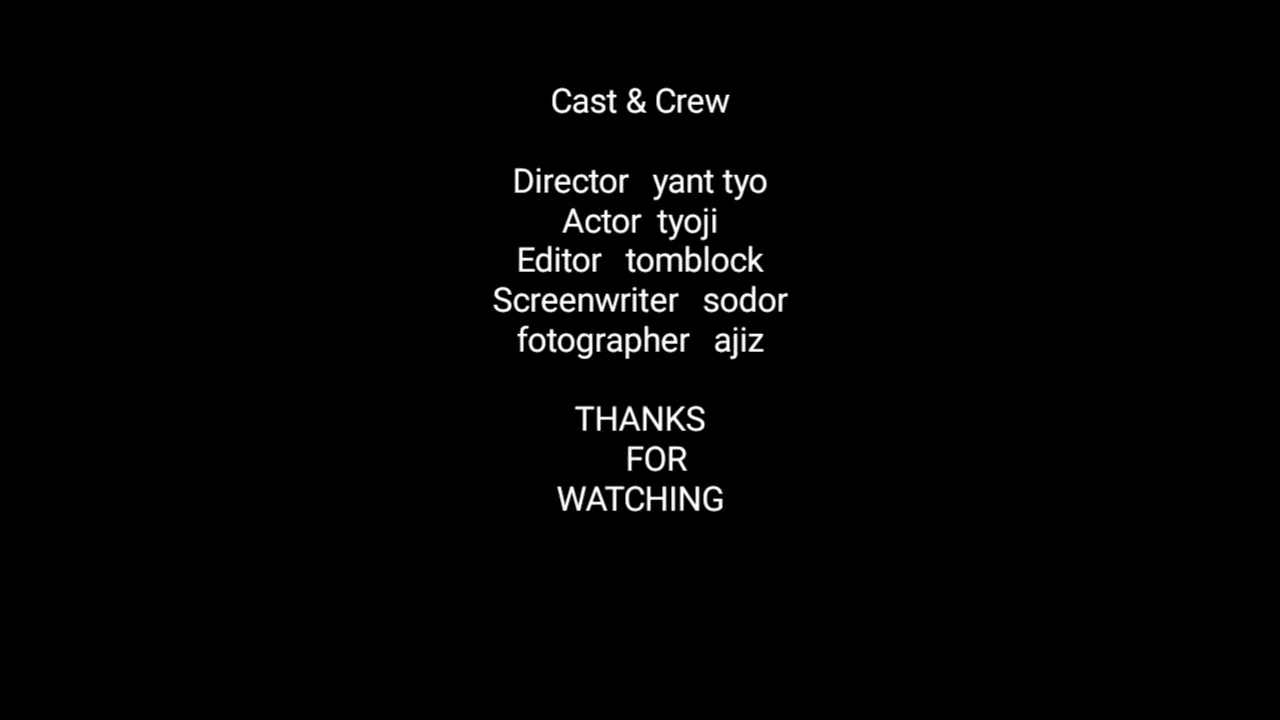 Cast & Crew
Director yant tyo
Actor tyoji
Editor tomblock
Screenwriter sodor
fotographer ajiz
THANKS
FOR
WATCHING